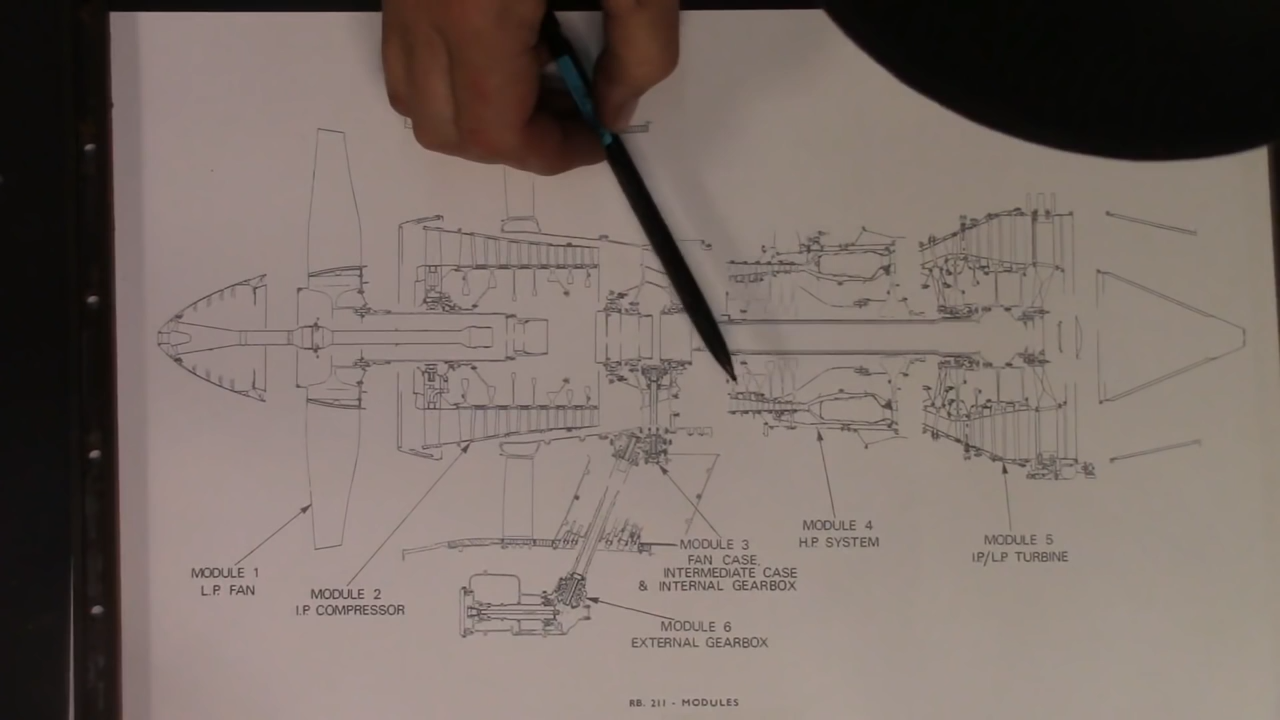 MODULE 1
L.P. FAN
MODULE 2
I.P COMPRESSOR
MODULE 3
FAN CASE,
INTERMEDIATE CASE
& INTERNAL GEARBOX
MODULE 4
H.P. SYSTEM
MODULE 5
I.P./L.P. TURBINE
MODULE 6
EXTERNAL GEARBOX
RB. 211 - MODULES